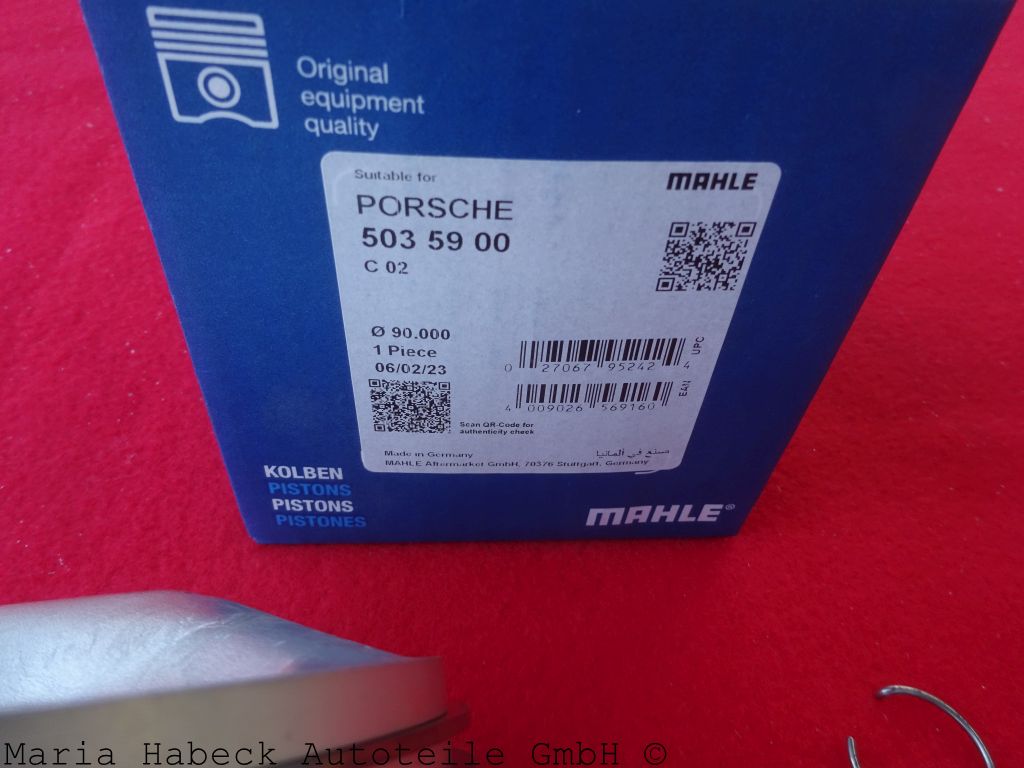 Original
equipment
quality
Suitable for
MAHLE
PORSCHE
503 59 00
C 02
Ø 90.000
1 Piece
06/02/23
0 27067 95242 4 UPC
4 009026 569160 EAN
Scan QR-Code for
authenticity check
Made in Germany صنع في ألمانيا
MAHLE Aftermarket GmbH, 70376 Stuttgart, Germany
KOLBEN
PISTONS
PISTONS
PISTONES
MAHLE®
Maria Habeck Autoteile GmbH ©